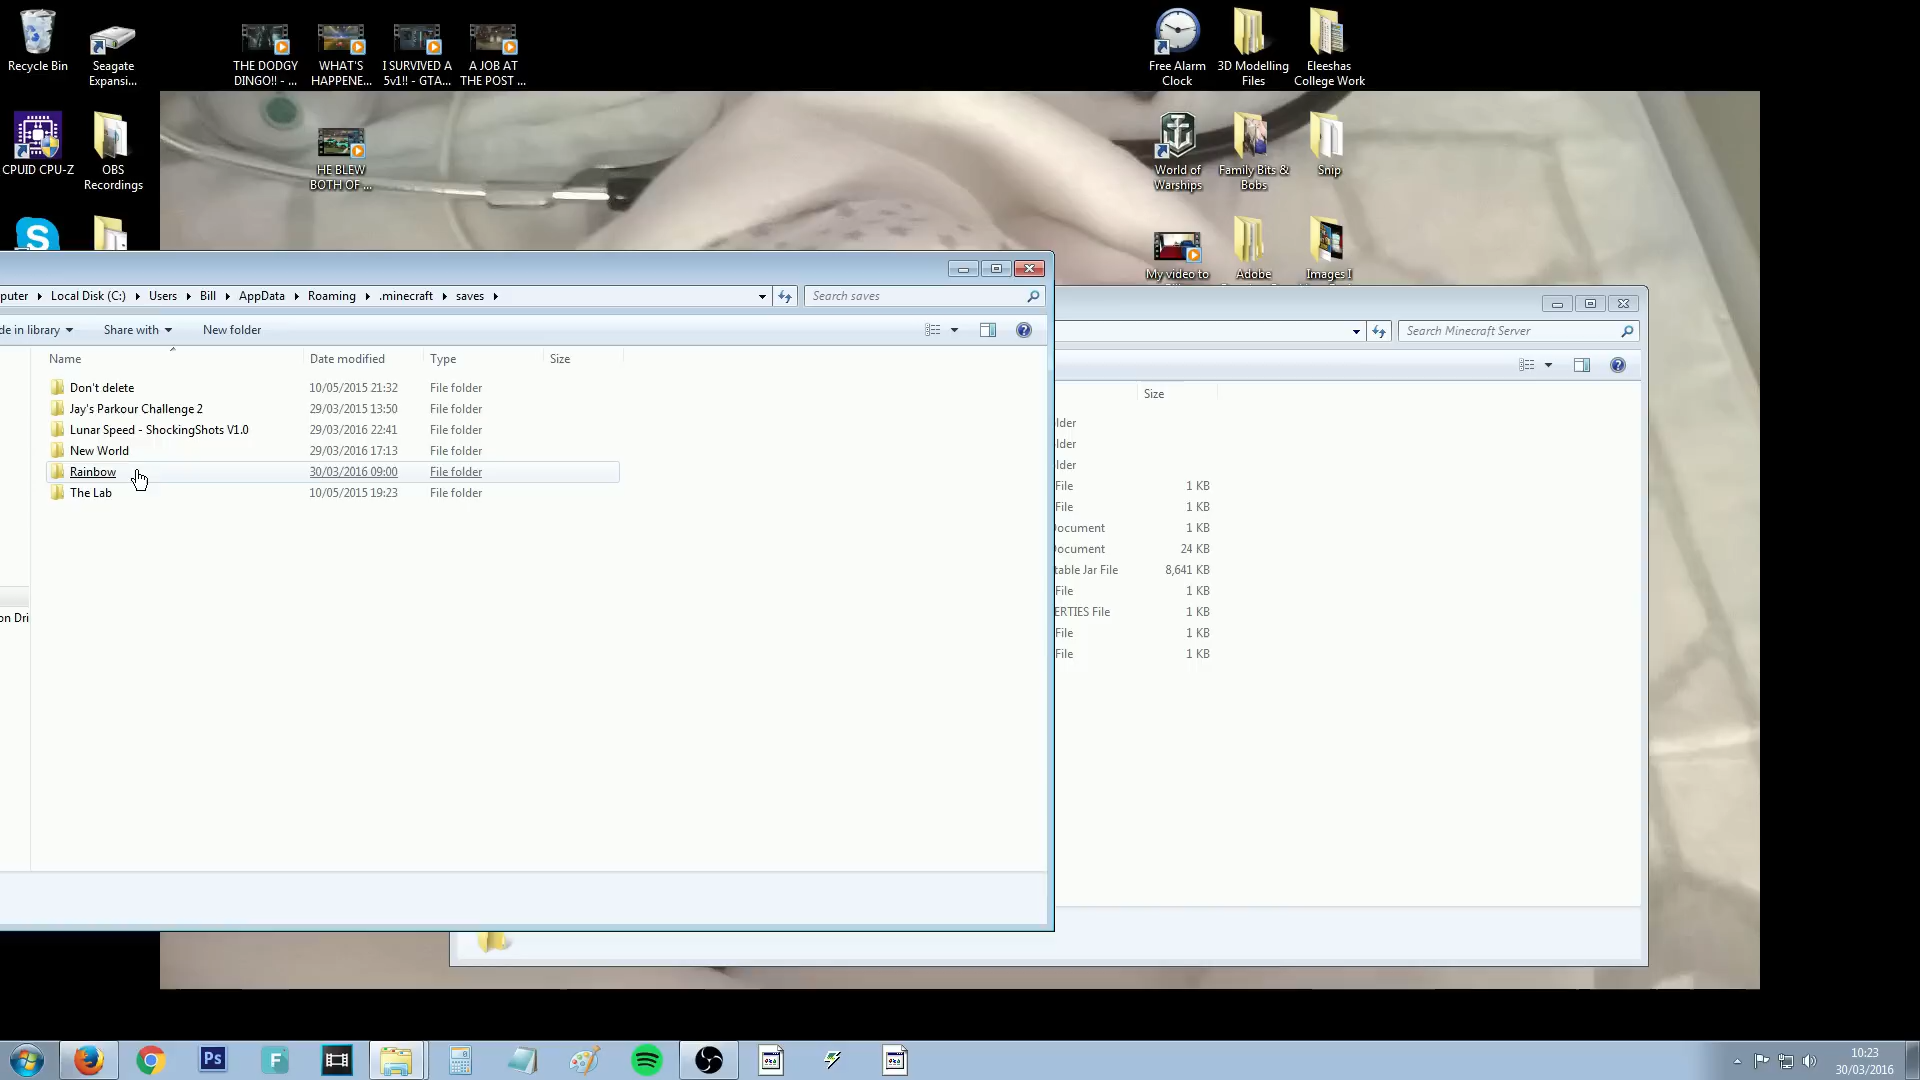 Recycle Bin
Seagate
Expansi...
THE DODGY
DINGO!! - ...
WHAT'S
HAPPENE...
I SURVIVED A
5v1!! - GTA...
A JOB AT
THE POST ...
Free Alarm
Clock
3D Modelling
Files
Eleeshas
College Work
CPUID CPU-Z
OBS
Recordings
HE BLEW
BOTH OF ...
World of
Warships
Family Bits &
Bobs
Snip
My video to
Adobe
Images I
puter
Local Disk (C:)
Users
Bill
AppData
Roaming
.minecraft
saves
Search saves
de in library
Share with
New folder
Name
Date modified
Type
Size
Don't delete 10/05/2015 21:32 File folder
Jay's Parkour Challenge 2 29/03/2015 13:50 File folder
Lunar Speed - ShockingShots V1.0 29/03/2016 22:41 File folder
New World 29/03/2016 17:13 File folder
Rainbow 30/03/2016 09:00 File folder
The Lab 10/05/2015 19:23 File folder
on Dri
Search Minecraft Server
Size
lder
lder
lder
File 1 KB
File 1 KB
Document 1 KB
Document 24 KB
table Jar File 8,641 KB
File 1 KB
ERTIES File 1 KB
File 1 KB
File 1 KB
Ps
F
10:23
30/03/2016